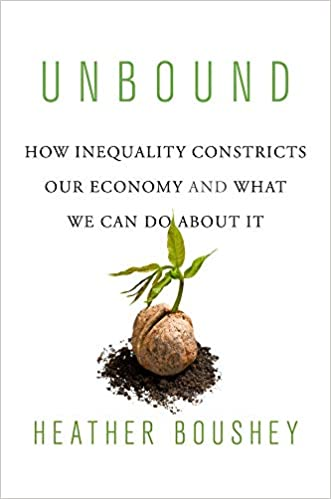 UNBOUND
HOW INEQUALITY CONSTRICTS
OUR ECONOMY AND WHAT
WE CAN DO ABOUT IT
HEATHER BOUSHEY